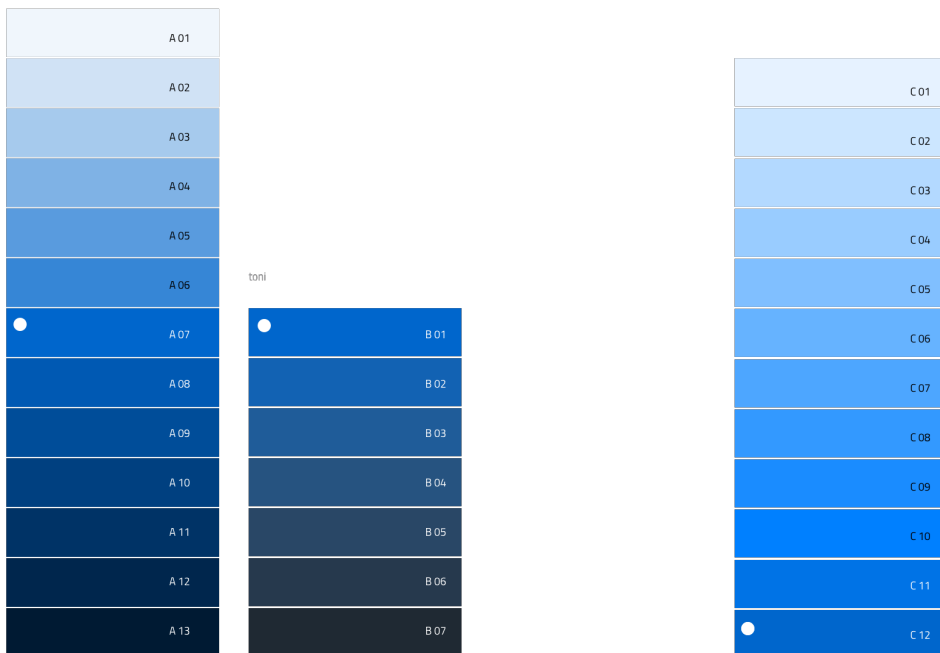 A 01
A 02
A 03
A 04
A 05
A 06
A 07
A 08
A 09
A 10
A 11
A 12
A 13
toni
B 01
B 02
B 03
B 04
B 05
B 06
B 07
C 01
C 02
C 03
C 04
C 05
C 06
C 07
C 08
C 09
C 10
C 11
C 12